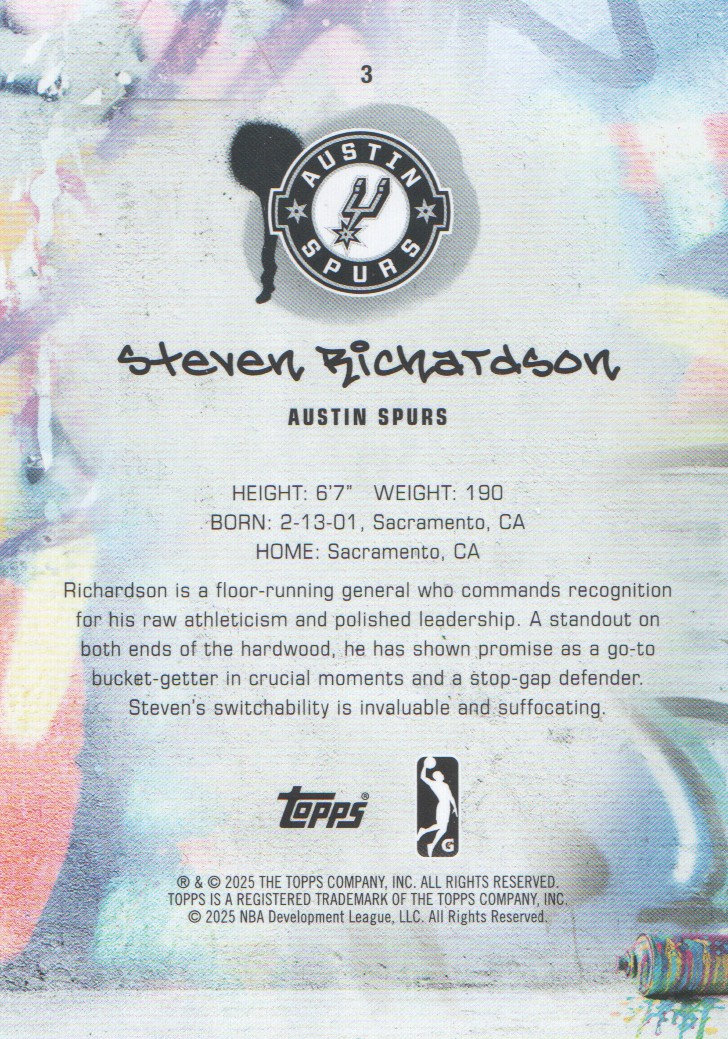 3
AUSTIN
SPURS
Steven Richardson
AUSTIN SPURS
HEIGHT: 6'7" WEIGHT: 190
BORN: 2-13-01, Sacramento, CA
HOME: Sacramento, CA
Richardson is a floor-running general who commands recognition
for his raw athleticism and polished leadership. A standout on
both ends of the hardwood, he has shown promise as a go-to
bucket-getter in crucial moments and a stop-gap defender.
Steven's switchability is invaluable and suffocating.
topps®
G
® & © 2025 THE TOPPS COMPANY, INC. ALL RIGHTS RESERVED.
TOPPS IS A REGISTERED TRADEMARK OF THE TOPPS COMPANY, INC.
© 2025 NBA Development League, LLC. All Rights Reserved.